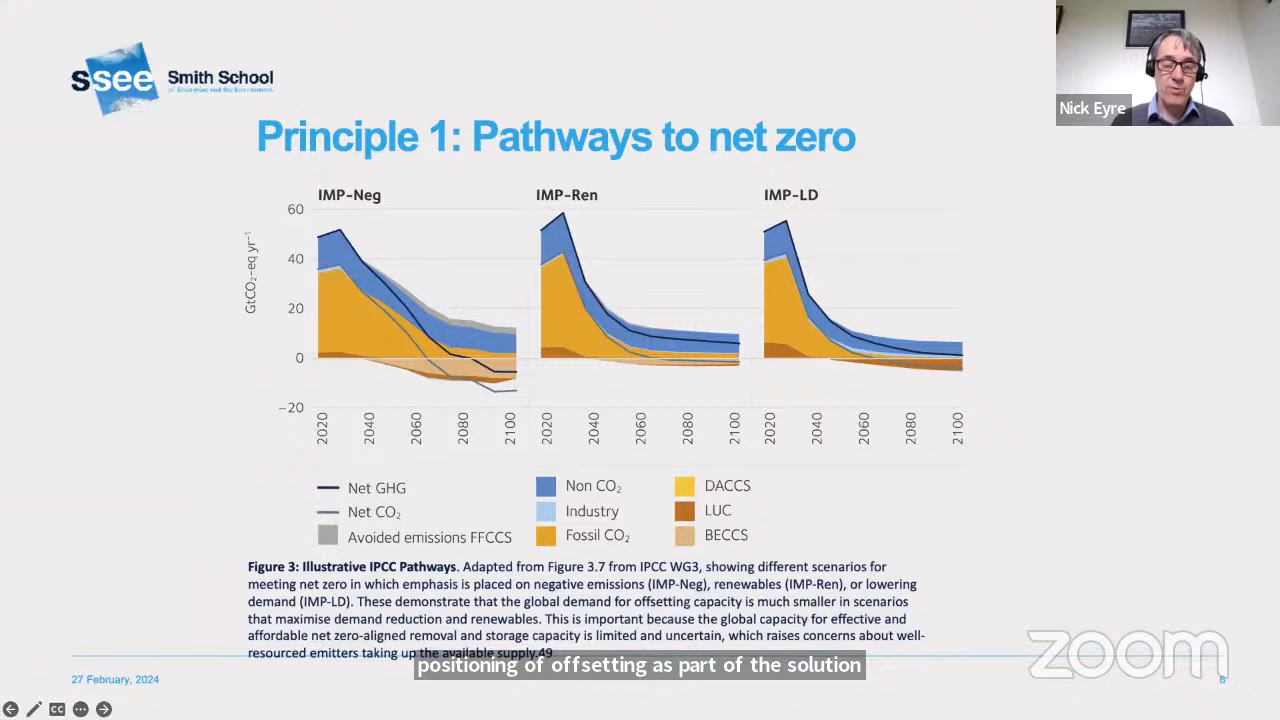 ssee Smith School
of Enterprise and the Environment
Nick Eyre
Principle 1: Pathways to net zero
IMP-Neg IMP-Ren IMP-LD
GtCO₂-eq yr⁻¹
60
40
20
0
−20
2020 2040 2060 2080 2100 2020 2040 2060 2080 2100 2020 2040 2060 2080 2100
Net GHG Non CO₂ DACCS
Net CO₂ Industry LUC
Avoided emissions FFCCS Fossil CO₂ BECCS
Figure 3: Illustrative IPCC Pathways. Adapted from Figure 3.7 from IPCC WG3, showing different scenarios for
meeting net zero in which emphasis is placed on negative emissions (IMP-Neg), renewables (IMP-Ren), or lowering
demand (IMP-LD). These demonstrate that the global demand for offsetting capacity is much smaller in scenarios
that maximise demand reduction and renewables. This is important because the global capacity for effective and
affordable net zero-aligned removal and storage capacity is limited and uncertain, which raises concerns about well-
resourced emitters taking up the available supply.49
positioning of offsetting as part of the solution
zoom
27 February, 2024
6
CC